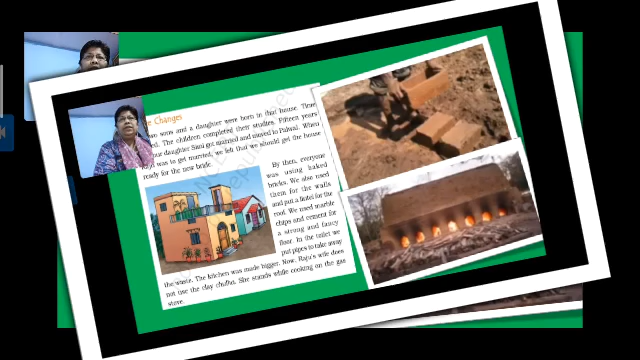 e Changes
wo sons and a daughter were born in that house. Time
The children completed their studies. Fifteen years
our daughter Simi got married and moved to Palwal. When
was to get married, we felt that we should get the house
ready for the new bride.
By then, everyone
was using baked
bricks. We also used
them for the walls
and put a lintel for the
roof. We used marble
chips and cement for
a strong and fancy
floor. In the toilet we
put pipes to take away
the waste. The kitchen was made bigger. Now, Raju's wife does
not use the clay chulha. She stands while cooking on the gas
stove.